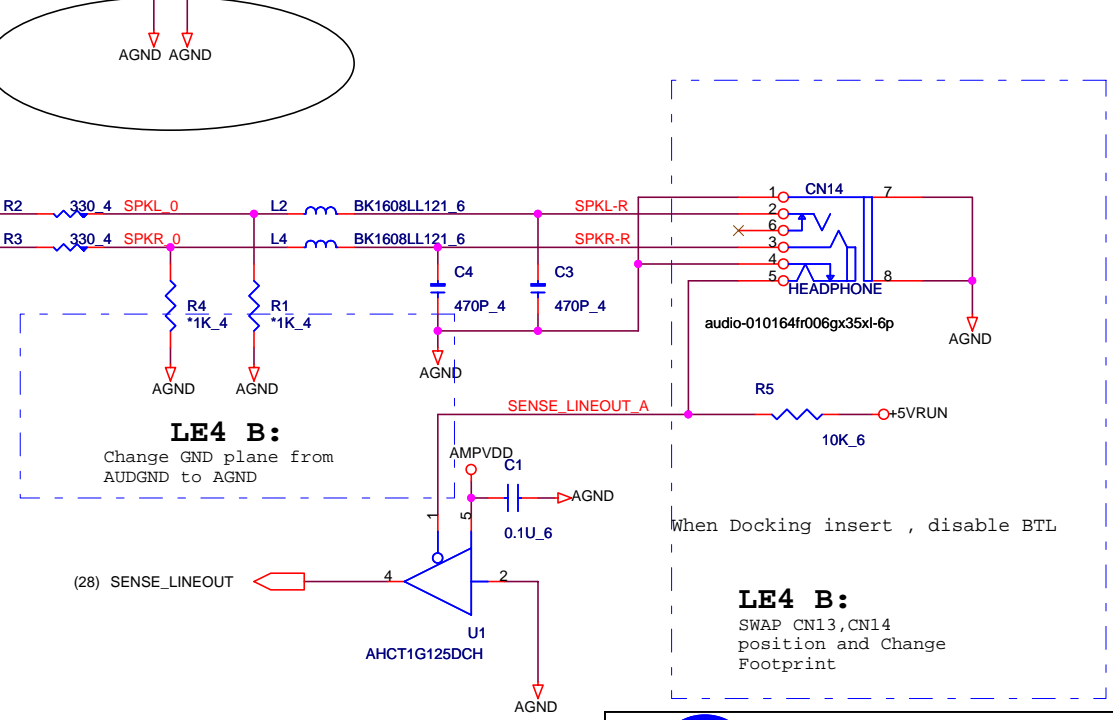 AGND AGND
R2 330_4 SPKL_0 L2 BK1608LL121_6 SPKL-R
R3 330_4 SPKR_0 L4 BK1608LL121_6 SPKR-R
1 CN14 7
2
6
3
4
5 8
HEADPHONE
audio-010164fr006gx35xl-6p
AGND
C4
470P_4
C3
470P_4
R4
*1K_4
R1
*1K_4
AGND
AGND AGND
SENSE_LINEOUT_A
R5
10K_6
+5VRUN
LE4 B:
Change GND plane from
AUDGND to AGND
AMPVDD
C1
AGND
0.1U_6
1 5
When Docking insert , disable BTL
(28) SENSE_LINEOUT 4 2
U1
AHCT1G125DCH
AGND
LE4 B:
SWAP CN13,CN14
position and Change
Footprint